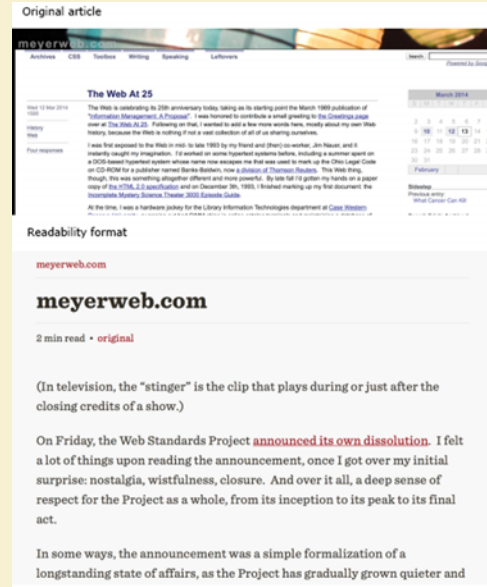 Original article
meyerweb.com
Archives CSS Toolbox Writing Speaking Leftovers
Search
The Web At 25
March 2014
Wed 12 Mar 2014
History
Web
Four responses
The Web is celebrating its 25th anniversary today, taking as its starting point the March 1989 publication of
"Information Management: A Proposal". I was honored to contribute a small greeting to the Greetings page
over at The Web At 25. Following on that, I wanted to add a few more words here, mostly about my own Web
history, because the Web is nothing if not a vast collection of all of us sharing ourselves.
I was first exposed to the Web in mid- to late 1993 by my friend and (then) co-worker, Jim Nauer, and it
instantly caught my imagination. I'd worked on some hypertext systems before, including a summer spent on
a DOS-based hypertext system whose name now escapes me that was used to mark up the Ohio Legal Code
on CD-ROM for a publisher named Banks-Baldwin, now a division of Thomson Reuters. This Web thing,
though, this was something altogether different and more powerful. By late fall I'd gotten my hands on a paper
copy of the HTML 2.0 specification and on December 3th, 1993, I finished marking up my first document: the
Incomplete Mystery Science Theater 3000 Episode Guide.
At the time, I was a hardware jockey for the Library Information Technologies department at Case Western
February
Sidestep
Previous entry:
What Cancer Can Kill
Readability format
meyerweb.com
meyerweb.com
2 min read • original
(In television, the “stinger” is the clip that plays during or just after the
closing credits of a show.)
On Friday, the Web Standards Project announced its own dissolution. I felt
a lot of things upon reading the announcement, once I got over my initial
surprise: nostalgia, wistfulness, closure. And over it all, a deep sense of
respect for the Project as a whole, from its inception to its peak to its final
act.
In some ways, the announcement was a simple formalization of a
longstanding state of affairs, as the Project has gradually grown quieter and